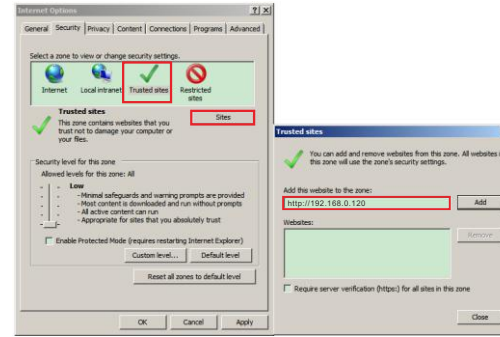 Internet Options
General Security Privacy Content Connections Programs Advanced
Select a zone to view or change security settings.
Internet Local intranet Trusted sites Restricted sites
Trusted sites
Sites
This zone contains websites that you
trust not to damage your computer or
your files.
Security level for this zone
Allowed levels for this zone: All
Low
-Minimal safeguards and warning prompts are provided
-Most content is downloaded and run without prompts
-All active content can run
-Appropriate for sites that you absolutely trust
Enable Protected Mode (requires restarting Internet Explorer)
Custom level... Default level
Reset all zones to default level
OK Cancel Apply
Trusted sites
You can add and remove websites from this zone. All websites
this zone will use the zone's security settings.
Add this website to the zone:
http://192.168.0.120 Add
Websites:
Remove
Require server verification (https:) for all sites in this zone
Close